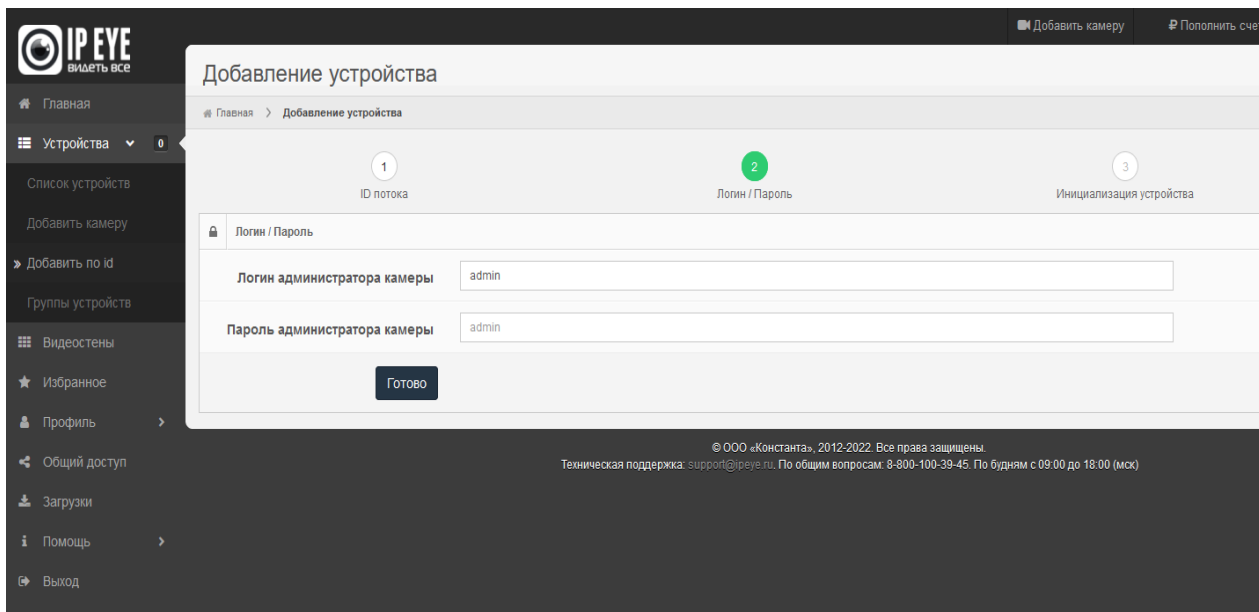 IP EYE
видеть все
Добавить камеру
₽ Пополнить сче
Добавление устройства
Главная > Добавление устройства
Главная
Устройства 0
Список устройств
Добавить камеру
» Добавить по id
Группы устройств
Видеостены
Избранное
Профиль
Общий доступ
Загрузки
Помощь
Выход
1
ID потока
2
Логин / Пароль
3
Инициализация устройства
Логин / Пароль
Логин администратора камеры admin
Пароль администратора камеры admin
Готово
© ООО «Константа», 2012-2022. Все права защищены.
Техническая поддержка: support@ipeye.ru. По общим вопросам: 8-800-100-39-45. По будням с 09:00 до 18:00 (мск)